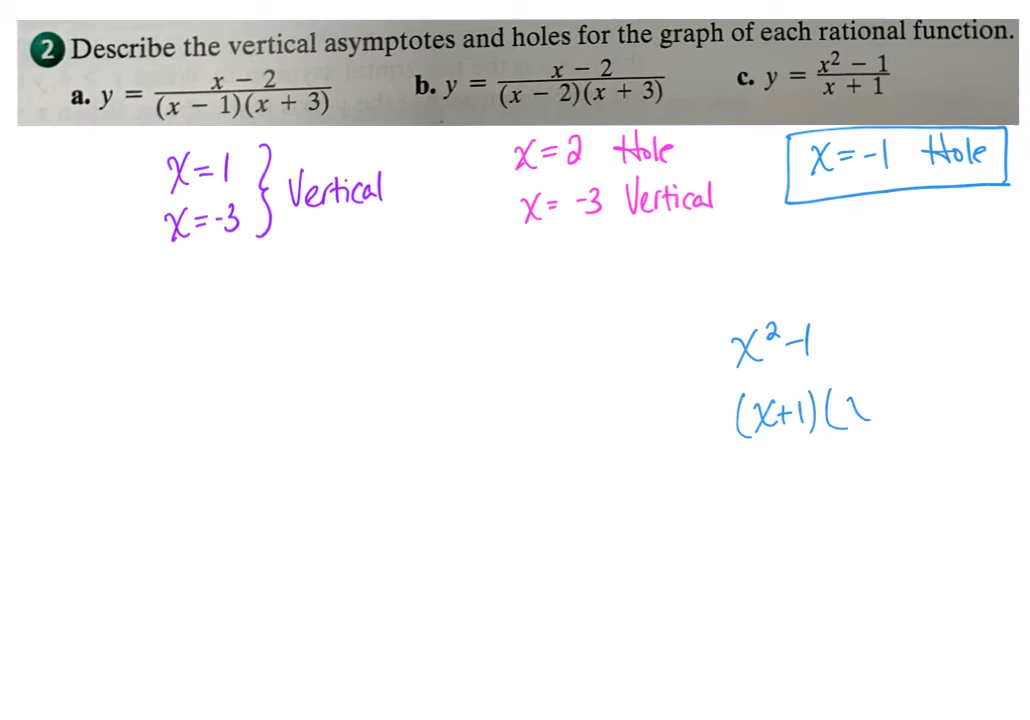 2 Describe the vertical asymptotes and holes for the graph of each rational function.
a. y = (x − 2)/((x − 1)(x + 3))
b. y = (x − 2)/((x − 2)(x + 3))
c. y = (x² − 1)/(x + 1)
x=1
x=-3
} Vertical
x=2 Hole
x= -3 Vertical
x=-1 Hole
x²-1
(x+1)(